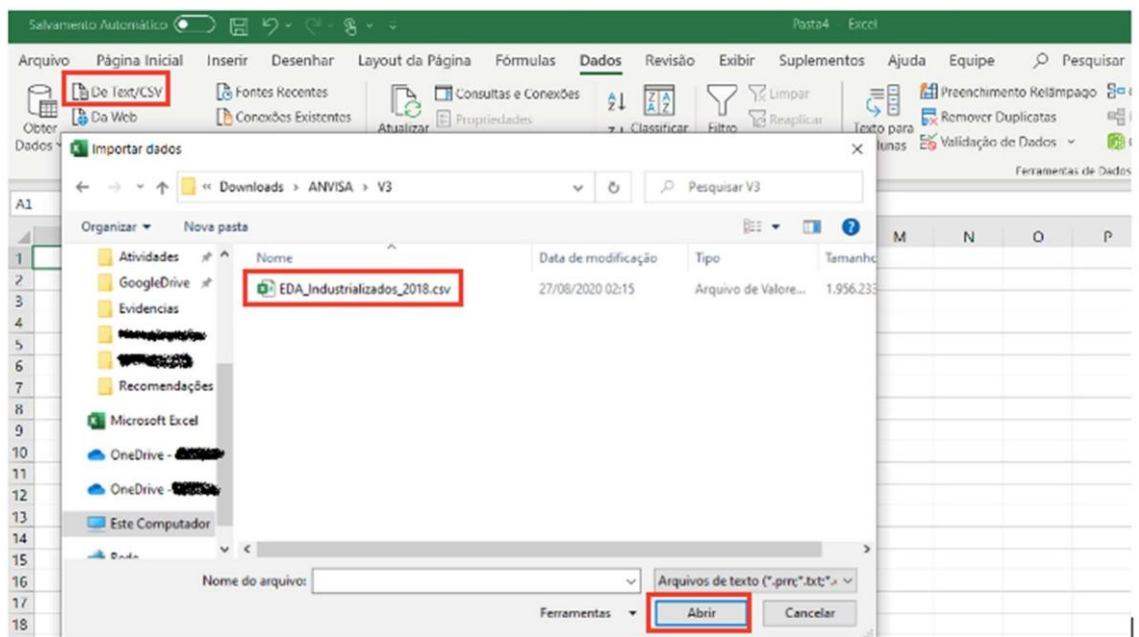 Salvamento Automático Pasta4 Excel
Arquivo Página Inicial Inserir Desenhar Layout da Página Fórmulas Dados Revisão Exibir Suplementos Ajuda Equipe Pesquisar
De Text/CSV Fontes Recentes Consultas e Conexões Limpar Preenchimento Relâmpago
Da Web Conexões Existentes Propriedades Reaplicar Remover Duplicatas
Obter Atualizar Classificar Filtro Texto para
Dados lunas Validação de Dados
Importar dados
Ferramentas de Dados
« Downloads > ANVISA > V3 Pesquisar V3
A1
Organizar Nova pasta
M N O P
Nome Data de modificação Tipo Tamanho
1 Atividades
2 GoogleDrive EDA_Industrializados_2018.csv 27/08/2020 02:15 Arquivo de Valore... 1.956.233
3 Evidencias
4
5
6
7 Recomendações
8
9 Microsoft Excel
10 OneDrive -
11
12 OneDrive -
13 Este Computador
14
15 Rede
16 Nome do arquivo: Arquivos de texto (*.prn;*.txt;*.
17 Ferramentas Abrir Cancelar
18